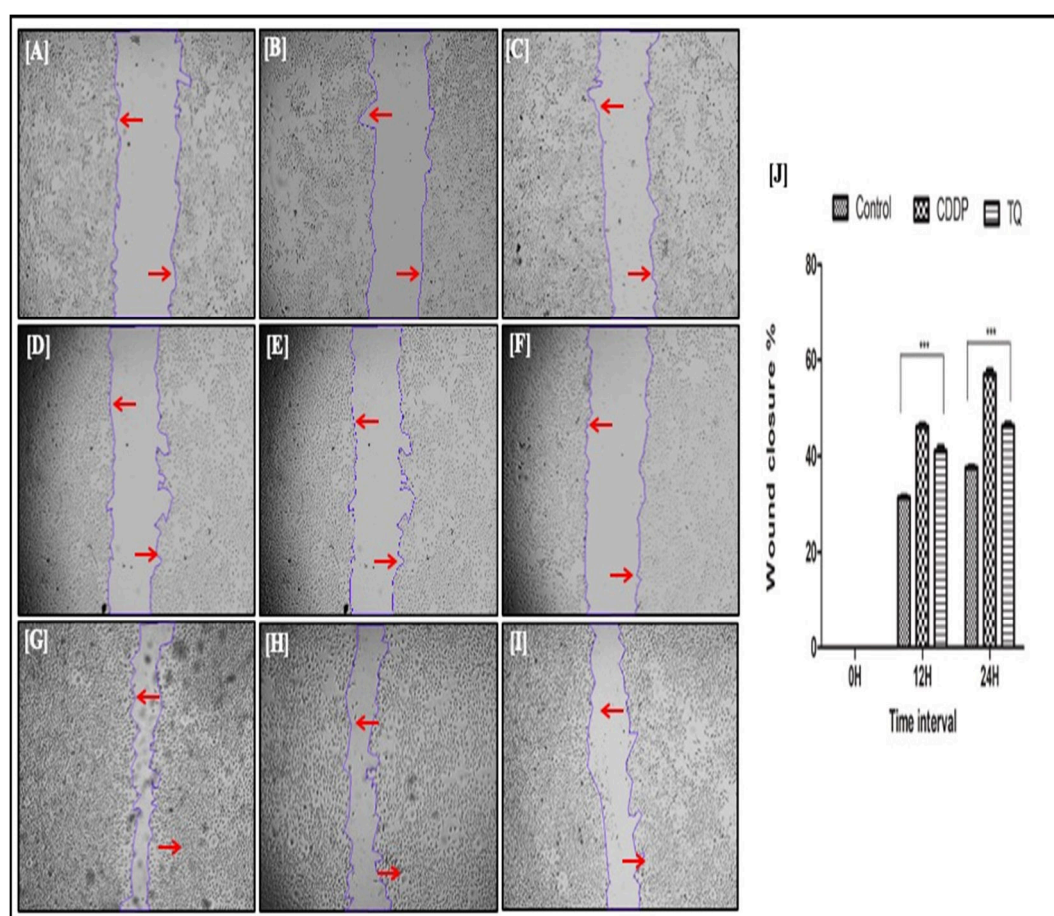 [A]
[B]
[C]
[D]
[E]
[F]
[G]
[H]
[I]
[J]
Control CDDP TQ
80
60
40
20
0
Wound closure %
***
***
0H 12H 24H
Time interval